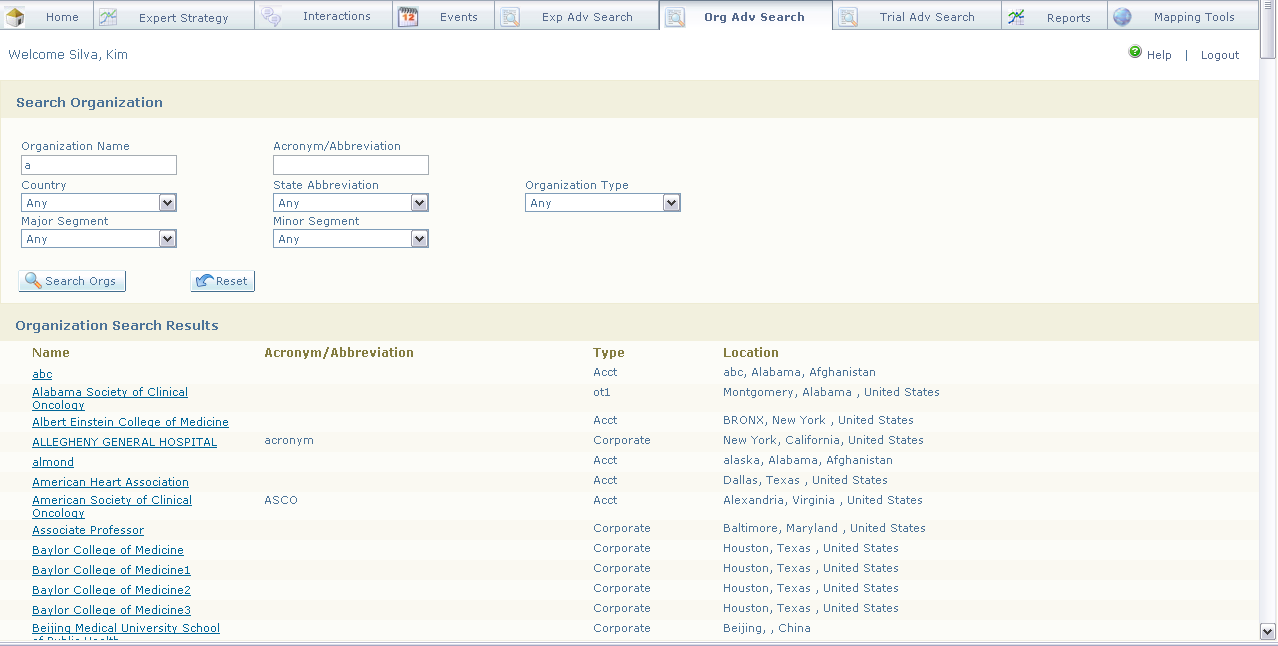 Home Expert Strategy Interactions 12 Events Exp Adv Search Org Adv Search Trial Adv Search Reports Mapping Tools
Welcome Silva, Kim
? Help | Logout
Search Organization
Organization Name Acronym/Abbreviation
a
Country State Abbreviation Organization Type
Any Any Any
Major Segment Minor Segment
Any Any
Search Orgs Reset
Organization Search Results
Name Acronym/Abbreviation Type Location
abc Acct abc, Alabama, Afghanistan
Alabama Society of Clinical ot1 Montgomery, Alabama , United States
Oncology
Albert Einstein College of Medicine Acct BRONX, New York , United States
ALLEGHENY GENERAL HOSPITAL acronym Corporate New York, California, United States
almond Acct alaska, Alabama, Afghanistan
American Heart Association Acct Dallas, Texas , United States
American Society of Clinical ASCO Acct Alexandria, Virginia , United States
Oncology
Associate Professor Corporate Baltimore, Maryland , United States
Baylor College of Medicine Corporate Houston, Texas , United States
Baylor College of Medicine1 Corporate Houston, Texas , United States
Baylor College of Medicine2 Corporate Houston, Texas , United States
Baylor College of Medicine3 Corporate Houston, Texas , United States
Beijing Medical University School Corporate Beijing, , China
of Public Health